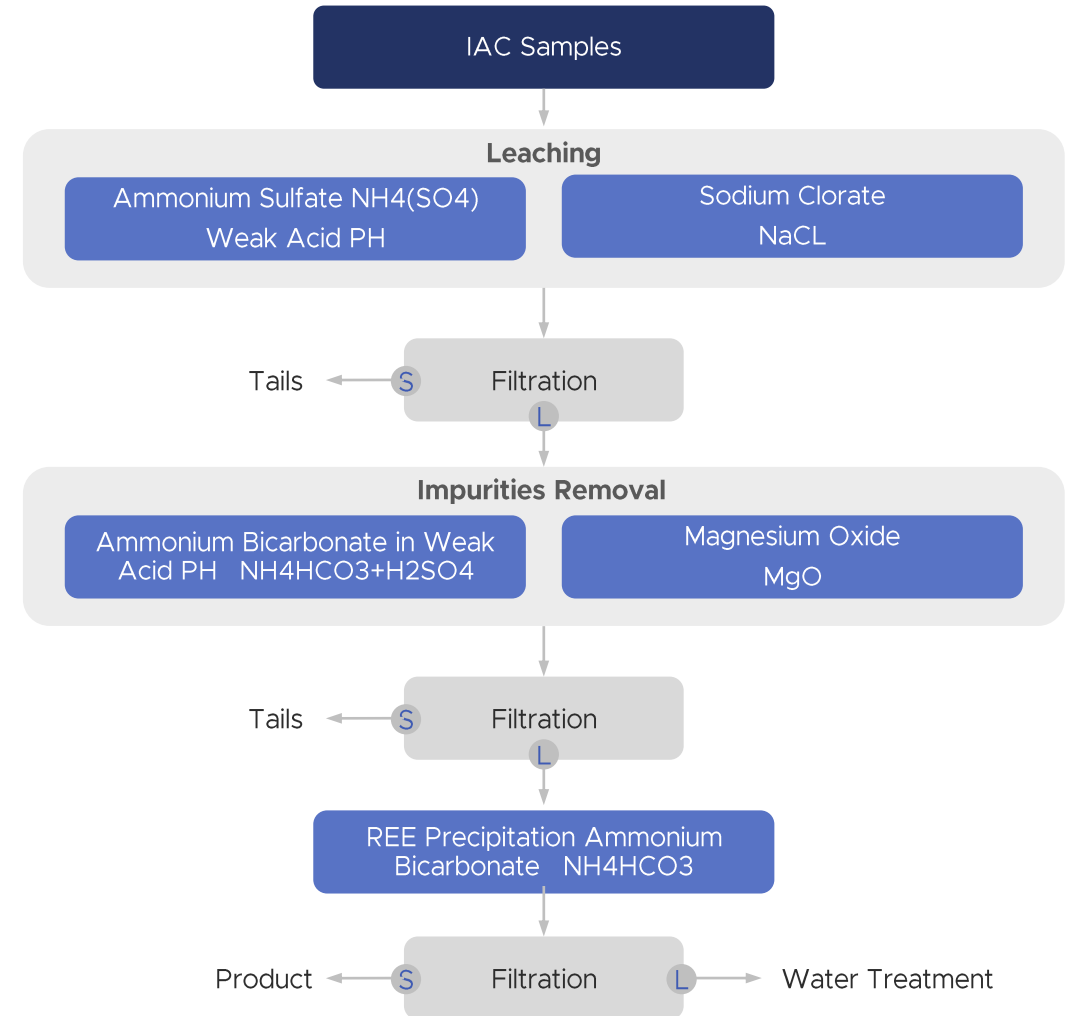 IAC Samples
Leaching
Ammonium Sulfate NH4(SO4)
Weak Acid PH
Sodium Clorate
NaCL
Tails
S
Filtration
L
Impurities Removal
Ammonium Bicarbonate in Weak
Acid PH NH4HCO3+H2SO4
Magnesium Oxide
MgO
Tails
S
Filtration
L
REE Precipitation Ammonium
Bicarbonate NH4HCO3
Product
S
Filtration
L
Water Treatment